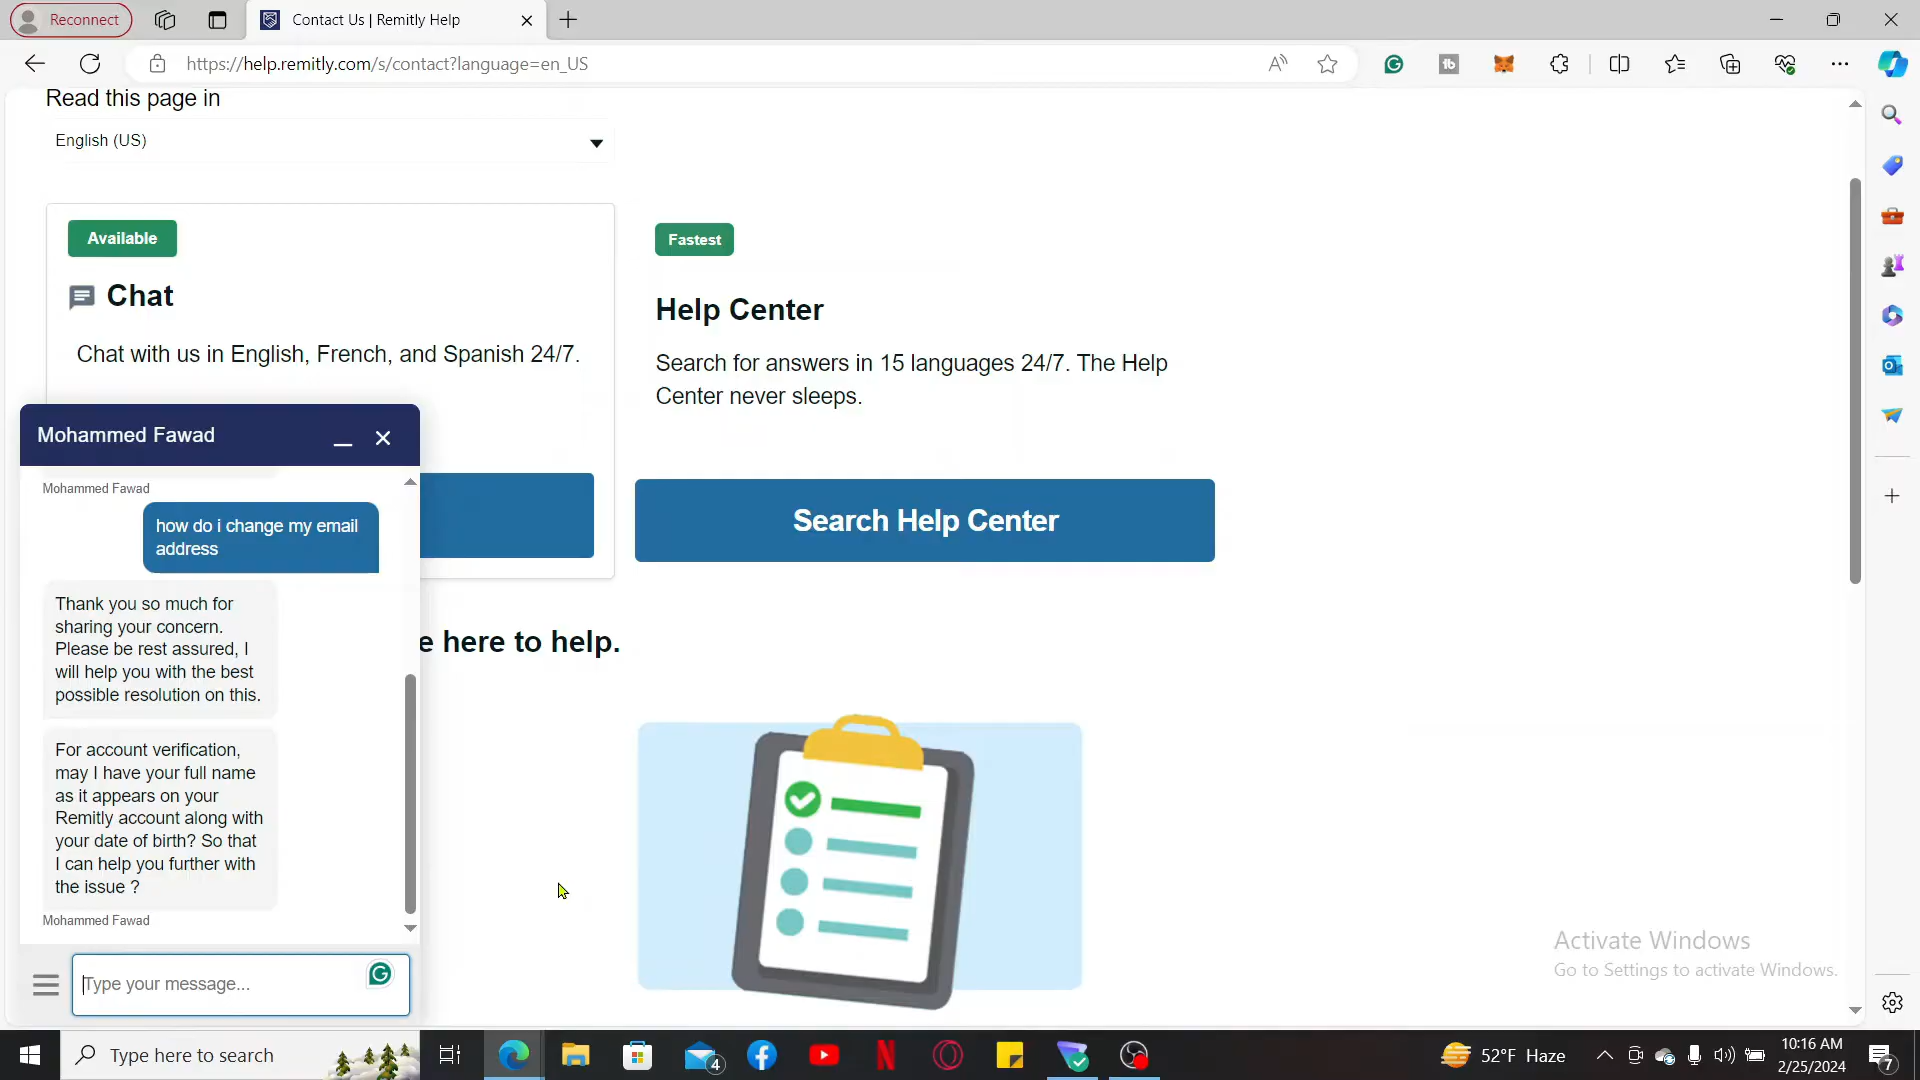 Reconnect
Contact Us | Remitly Help
https://help.remitly.com/s/contact?language=en_US
Read this page in
English (US)
Available
Chat
Chat with us in English, French, and Spanish 24/7.
Fastest
Help Center
Search for answers in 15 languages 24/7. The Help
Center never sleeps.
Search Help Center
e here to help.
Mohammed Fawad
Mohammed Fawad
how do i change my email
address
Thank you so much for
sharing your concern.
Please be rest assured, I
will help you with the best
possible resolution on this.
For account verification,
may I have your full name
as it appears on your
Remitly account along with
your date of birth? So that
I can help you further with
the issue ?
Mohammed Fawad
Type your message...
Activate Windows
Go to Settings to activate Windows.
Type here to search
4
52°F Haze
10:16 AM
2/25/2024
7